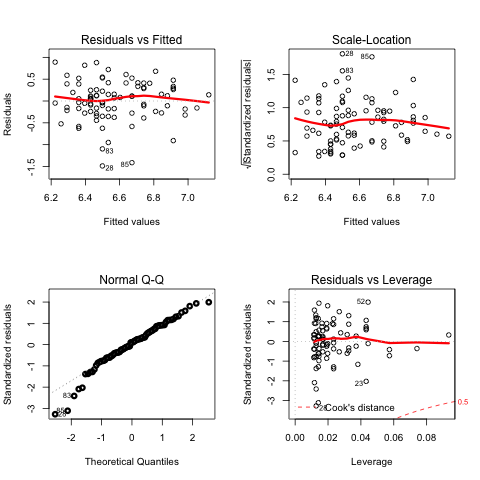 Residuals vs Fitted
Residuals
-1.5 -0.5 0.5
83
28
85
6.2 6.4 6.6 6.8 7.0
Fitted values
Scale-Location
√|Standardized residuals|
0.0 0.5 1.0 1.5
28
85
83
6.2 6.4 6.6 6.8 7.0
Fitted values
Normal Q-Q
Standardized residuals
-3 -2 -1 0 1 2
83
85
28
-2 -1 0 1 2
Theoretical Quantiles
Residuals vs Leverage
Standardized residuals
-3 -2 -1 0 1 2
52
23
28
Cook's distance
0.5
0.00 0.02 0.04 0.06 0.08
Leverage